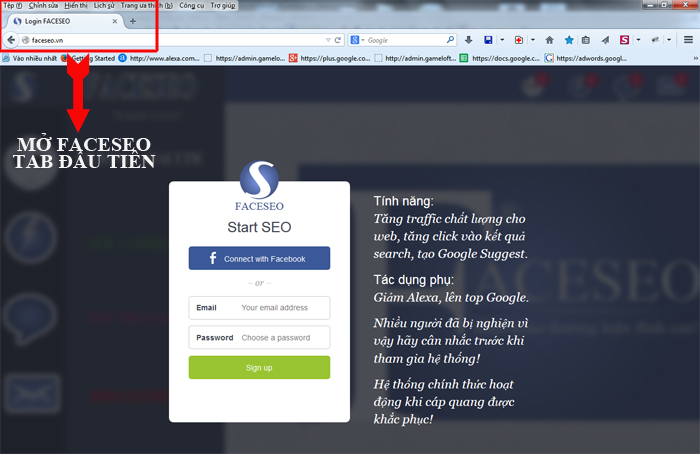 Tệp (f) Chỉnh sửa Hiển thị Lịch sử Trang ưa thích (b) Công cụ Trợ giúp
Login FACESEO
faceseo.vn
Google
Vào nhiều nhất Getting Started http://www.alexa.com... https://admin.gamelo... https://plus.google.co... http://admin.gameloft... https://docs.google.c... https://adwords.googl...
MỞ FACESEO
TAB ĐẦU TIÊN
FACESEO
Start SEO
Connect with Facebook
or
Email Your email address
Password Choose a password
Sign up
Tính năng:
Tăng traffic chất lượng cho
web, tăng click vào kết quả
search, tạo Google Suggest.
Tác dụng phụ:
Giảm Alexa, lên top Google.
Nhiều người đã bị nghiện vì
vậy hãy cân nhắc trước khi
tham gia hệ thống!
Hệ thống chính thức hoạt
động khi cáp quang được
khắc phục!
FACESEO